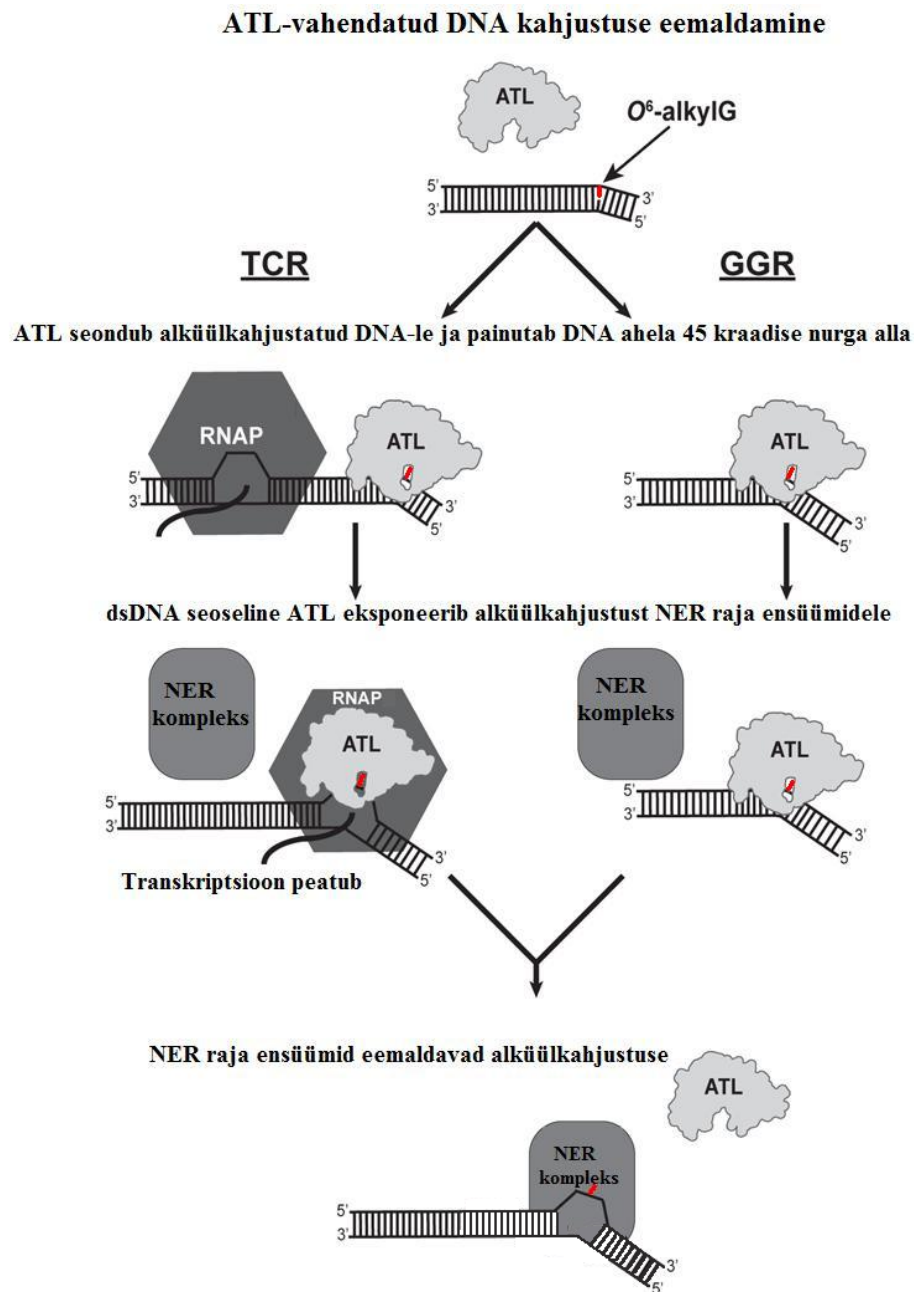 ATL-vahendatud DNA kahjustuse eemaldamine
ATL
O⁶-alkylG
5’
3’
3’
5’
TCR
GGR
ATL seondub alküülkahjustatud DNA-le ja painutab DNA ahela 45 kraadise nurga alla
RNAP
ATL
5’
3’
3’
5’
ATL
5’
3’
3’
5’
dsDNA seoseline ATL eksponeerib alküülkahjustust NER raja ensüümidele
NER
kompleks
RNAP
ATL
5’
3’
3’
5’
Transkriptsioon peatub
NER
kompleks
ATL
5’
3’
3’
5’
NER raja ensüümid eemaldavad alküülkahjustuse
ATL
NER
kompleks
5’
3’
3’
5’